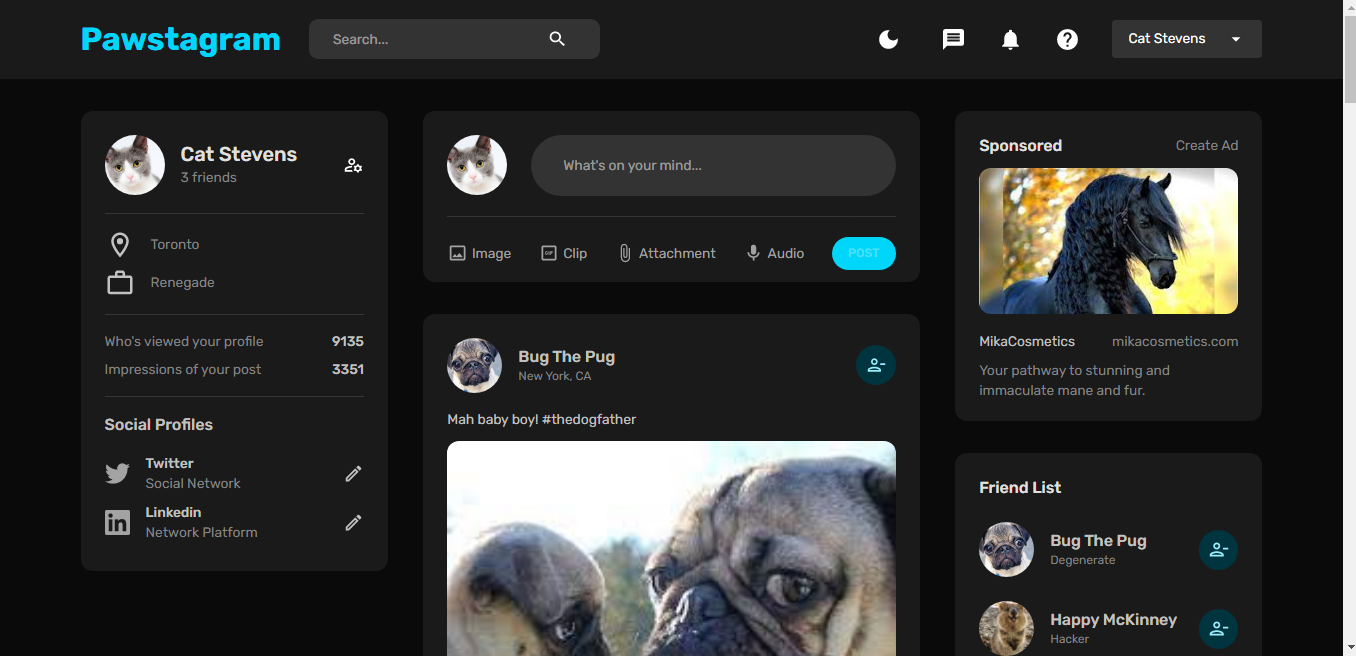 Pawstagram
Search...
Cat Stevens
Cat Stevens
3 friends
Toronto
Renegade
Who's viewed your profile 9135
Impressions of your post 3351
Social Profiles
Twitter
Social Network
Linkedin
Network Platform
What's on your mind...
Image GIF Clip Attachment Audio POST
Bug The Pug
New York, CA
Mah baby boy! #thedogfather
Sponsored Create Ad
MikaCosmetics mikacosmetics.com
Your pathway to stunning and
immaculate mane and fur.
Friend List
Bug The Pug
Degenerate
Happy McKinney
Hacker